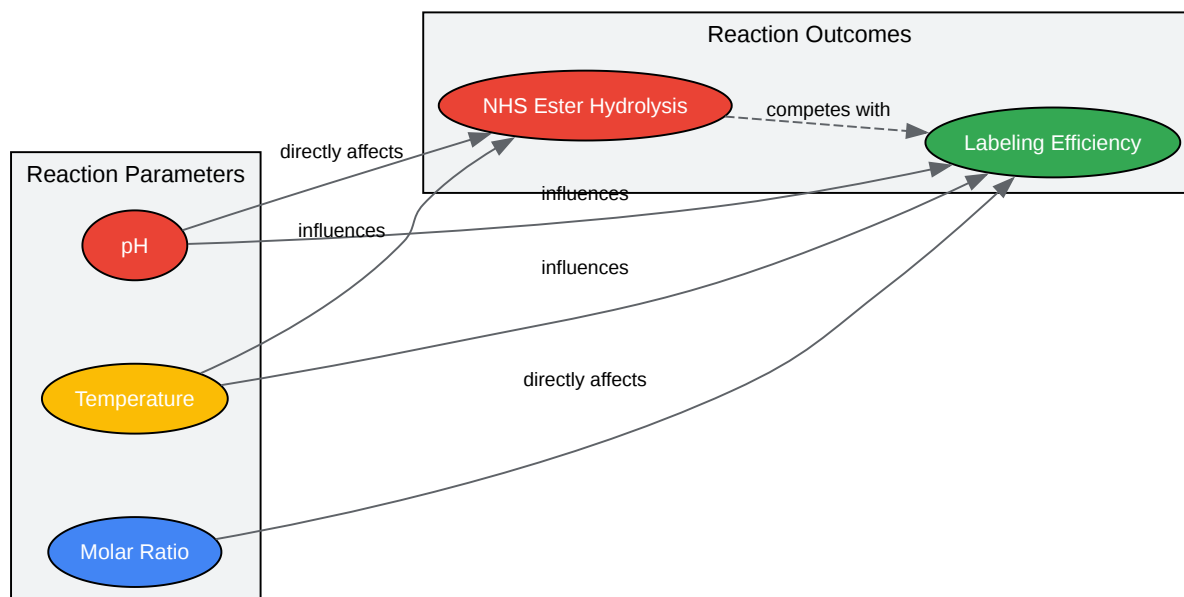 Reaction Outcomes
NHS Ester Hydrolysis
competes with
Labeling Efficiency
directly affects
Reaction Parameters
influences
influences
pH
influences
directly affects
Temperature
Molar Ratio